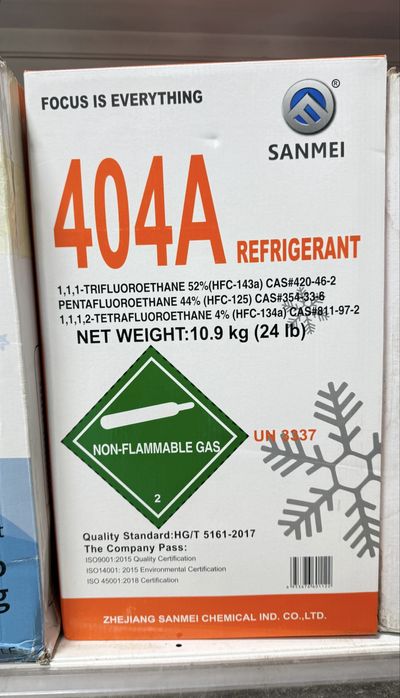 FOCUS IS EVERYTHING
®
SANMEI
404A REFRIGERANT
1,1,1-TRIFLUOROETHANE 52%(HFC-143a) CAS#420-46-2
PENTAFLUOROETHANE 44% (HFC-125) CAS#354-33-6
1,1,1,2-TETRAFLUOROETHANE 4% (HFC-134a) CAS#811-97-2
NET WEIGHT:10.9 kg (24 lb)
NON-FLAMMABLE GAS
2
UN 3337
Quality Standard:HG/T 5161-2017
The Company Pass:
ISO9001:2015 Quality Certification
ISO14001: 2015 Environmental Certification
ISO 45001:2018 Certification
ZHEJIANG SANMEI CHEMICAL IND. CO.,LTD.